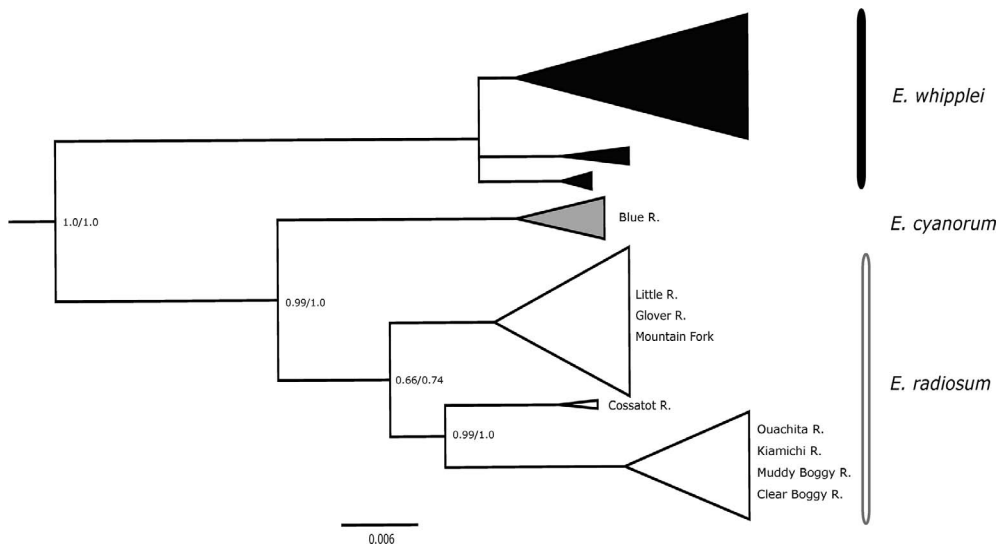 E. whipplei
1.0/1.0
Blue R.
E. cyanorum
0.99/1.0
Little R.
Glover R.
Mountain Fork
0.66/0.74
E. radiosum
Cossatot R.
0.99/1.0
Ouachita R.
Kiamichi R.
Muddy Boggy R.
Clear Boggy R.
0.006